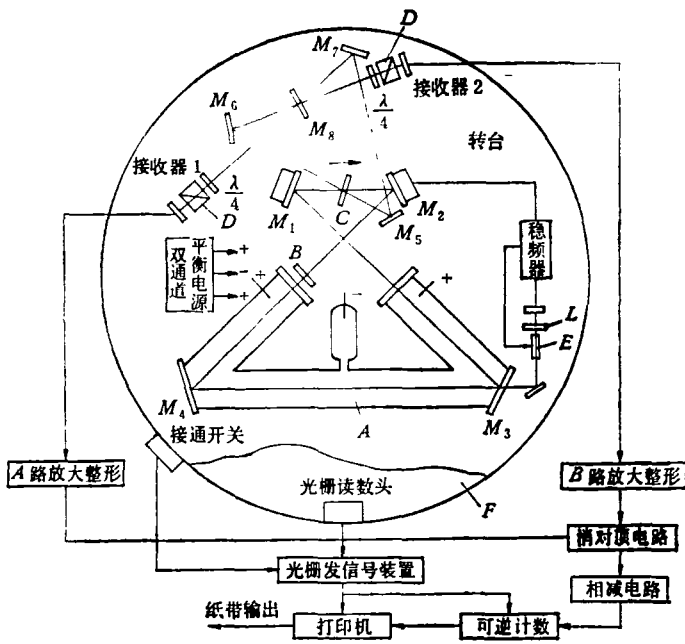 D
M7
接收器 2
λ/4
M6
M8
转台
接收器 1
λ/4
D
M1
C
M2
M5
稳频器
B
双通道
平衡电源
+
-
+
+
-
+
L
E
M4
A
M3
接通开关
A 路放大整形
光栅读数头
F
B 路放大整形
相减电路
光栅发信号装置
纸带输出
打印机
可逆计数